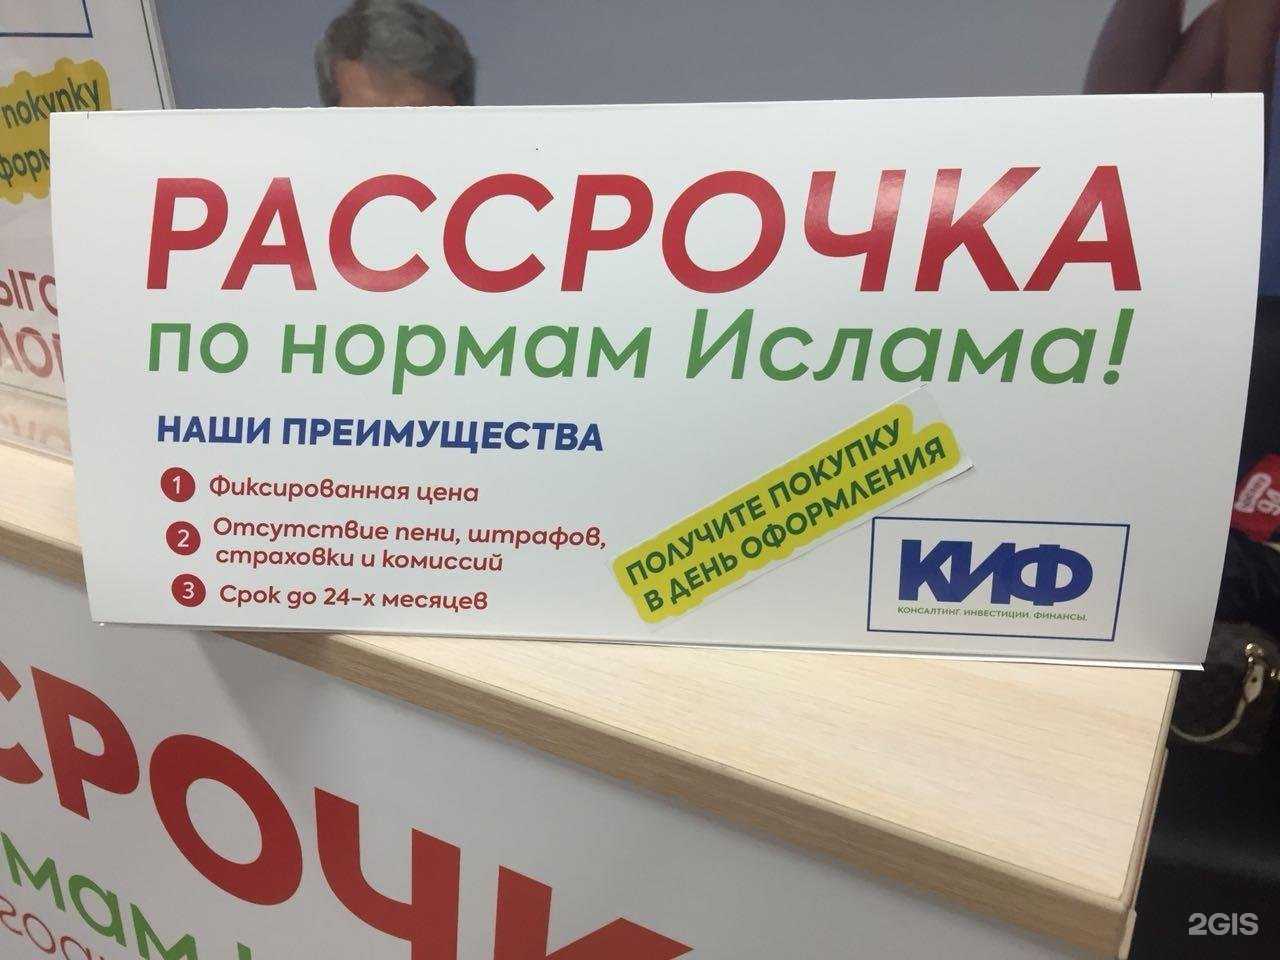 покупку
РАССРОЧКА
по нормам Ислама!
НАШИ ПРЕИМУЩЕСТВА
1 Фиксированная цена
2 Отсутствие пени, штрафов,
страховки и комиссий
3 Срок до 24-х месяцев
ПОЛУЧИТЕ ПОКУПКУ
В ДЕНЬ ОФОРМЛЕНИЯ
КИФ
КОНСАЛТИНГ. ИНВЕСТИЦИИ. ФИНАНСЫ.
2GIS